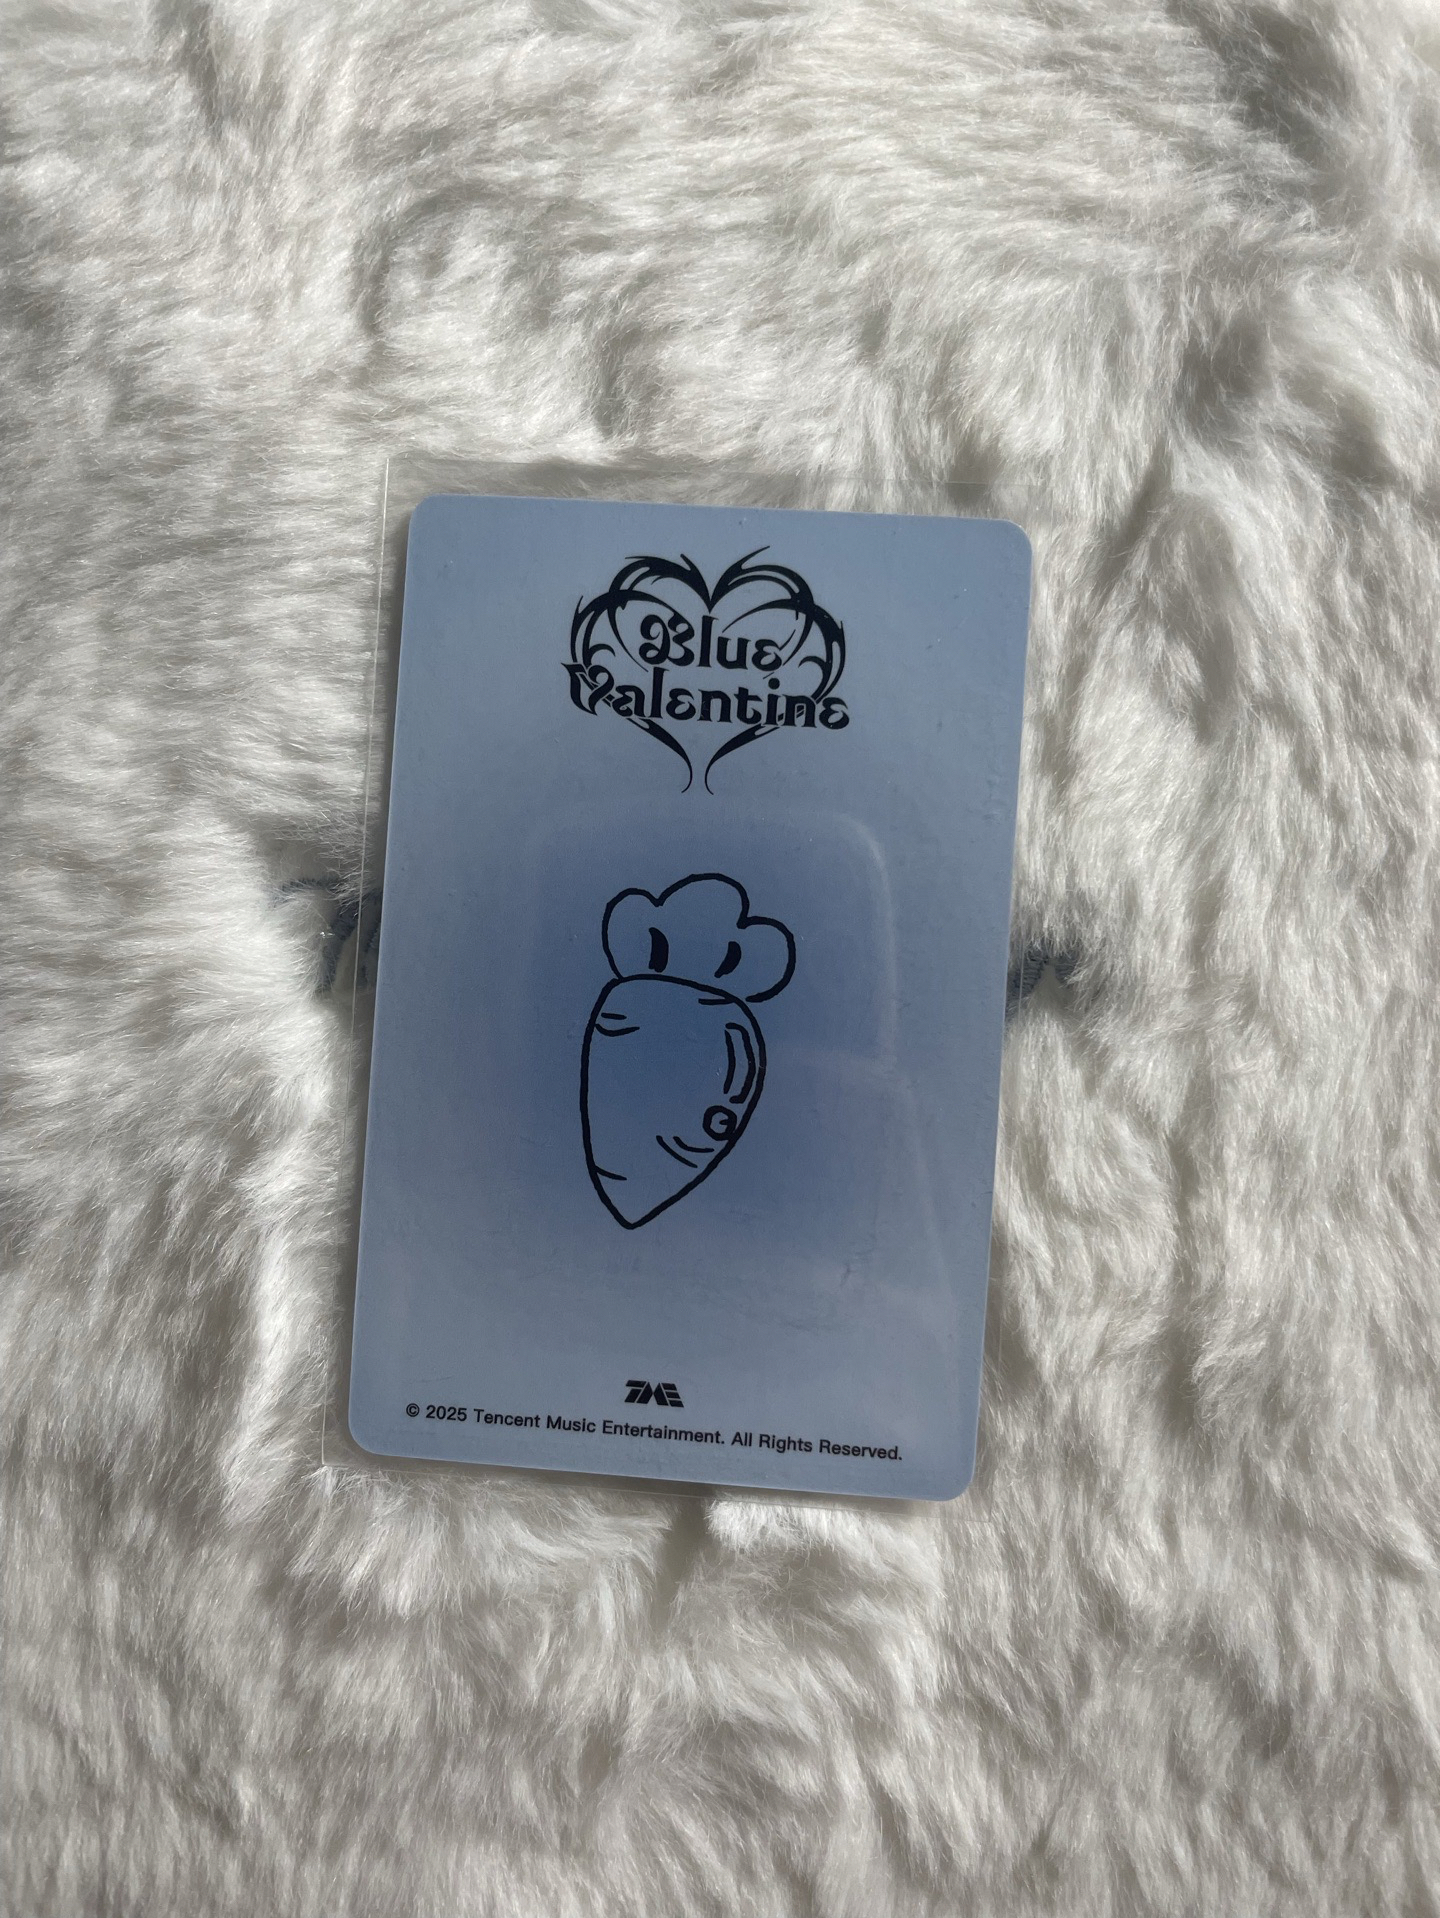 Blue
Valentine
TME
© 2025 Tencent Music Entertainment. All Rights Reserved.